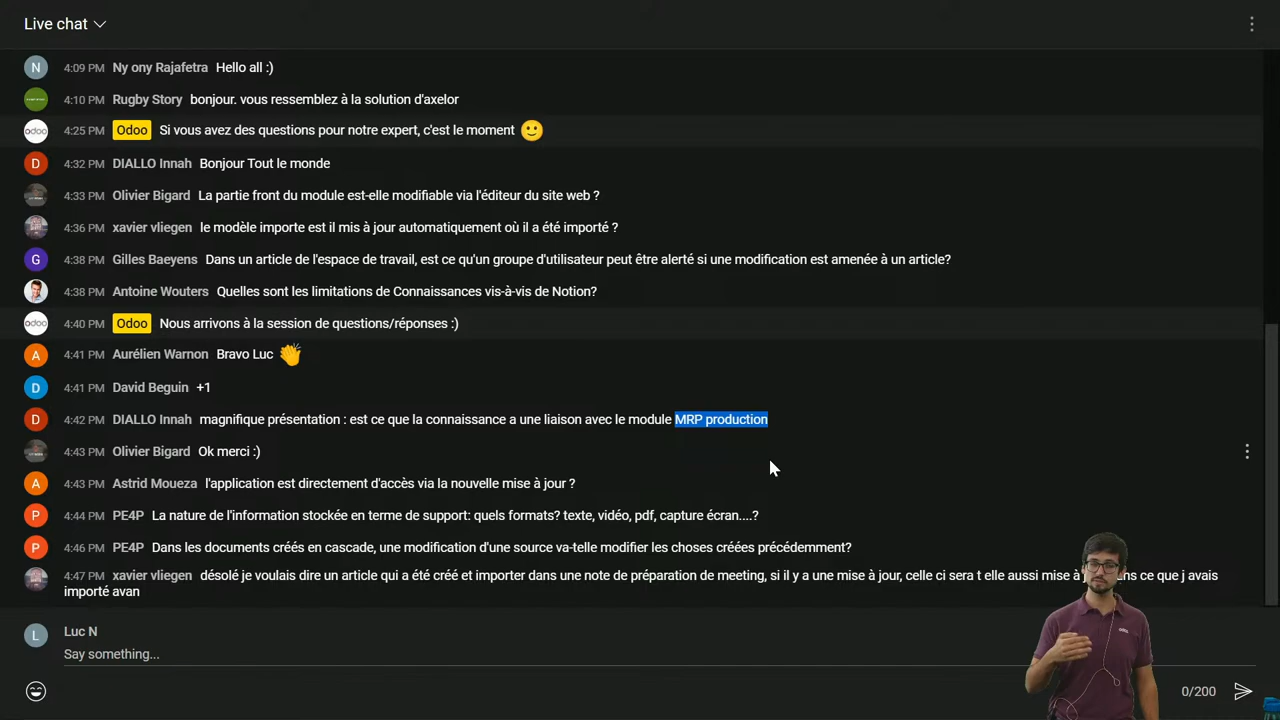 Live chat
N 4:09 PM Ny ony Rajafetra Hello all :)
4:10 PM Rugby Story bonjour. vous ressemblez à la solution d'axelor
odoo 4:25 PM Odoo Si vous avez des questions pour notre expert, c'est le moment 🙂
D 4:32 PM DIALLO Innah Bonjour Tout le monde
4:33 PM Olivier Bigard La partie front du module est-elle modifiable via l'éditeur du site web ?
4:36 PM xavier vliegen le modèle importe est il mis à jour automatiquement où il a été importé ?
G 4:38 PM Gilles Baeyens Dans un article de l'espace de travail, est ce qu'un groupe d'utilisateur peut être alerté si une modification est amenée à un article?
4:38 PM Antoine Wouters Quelles sont les limitations de Connaissances vis-à-vis de Notion?
odoo 4:40 PM Odoo Nous arrivons à la session de questions/réponses :)
A 4:41 PM Aurélien Warnon Bravo Luc 👏
D 4:41 PM David Beguin +1
D 4:42 PM DIALLO Innah magnifique présentation : est ce que la connaissance a une liaison avec le module MRP production
4:43 PM Olivier Bigard Ok merci :)
A 4:43 PM Astrid Moueza l'application est directement d'accès via la nouvelle mise à jour ?
P 4:44 PM PE4P La nature de l'information stockée en terme de support: quels formats? texte, vidéo, pdf, capture écran....?
P 4:46 PM PE4P Dans les documents créés en cascade, une modification d'une source va-telle modifier les choses créées précédemment?
4:47 PM xavier vliegen désolé je voulais dire un article qui a été créé et importer dans une note de préparation de meeting, si il y a une mise à jour, celle ci sera t elle aussi mise à ce que j avais
importé avan
L Luc N
Say something...
0/200
odoo